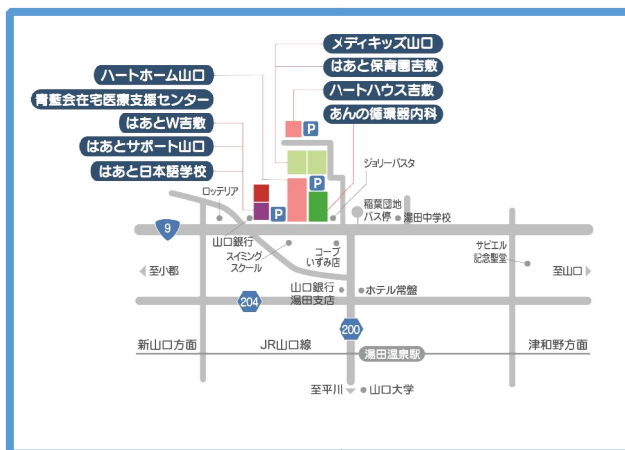 メディキッズ山口
はあと保育園吉敷
ハートハウス吉敷
あんの循環器内科
ハートホーム山口
青藍会在宅医療支援センター
はあとW吉敷
はあとサポート山口
はあと日本語学校
P
P
P
ジョリーパスタ
ロッテリア
稲葉団地
バス停
湯田中学校
9
山口銀行
スイミング
スクール
コープ
いずみ店
サビエル
記念聖堂
至小郡
至山口
山口銀行
湯田支店
ホテル常盤
204
200
新山口方面
JR山口線
湯田温泉駅
津和野方面
至平川
山口大学